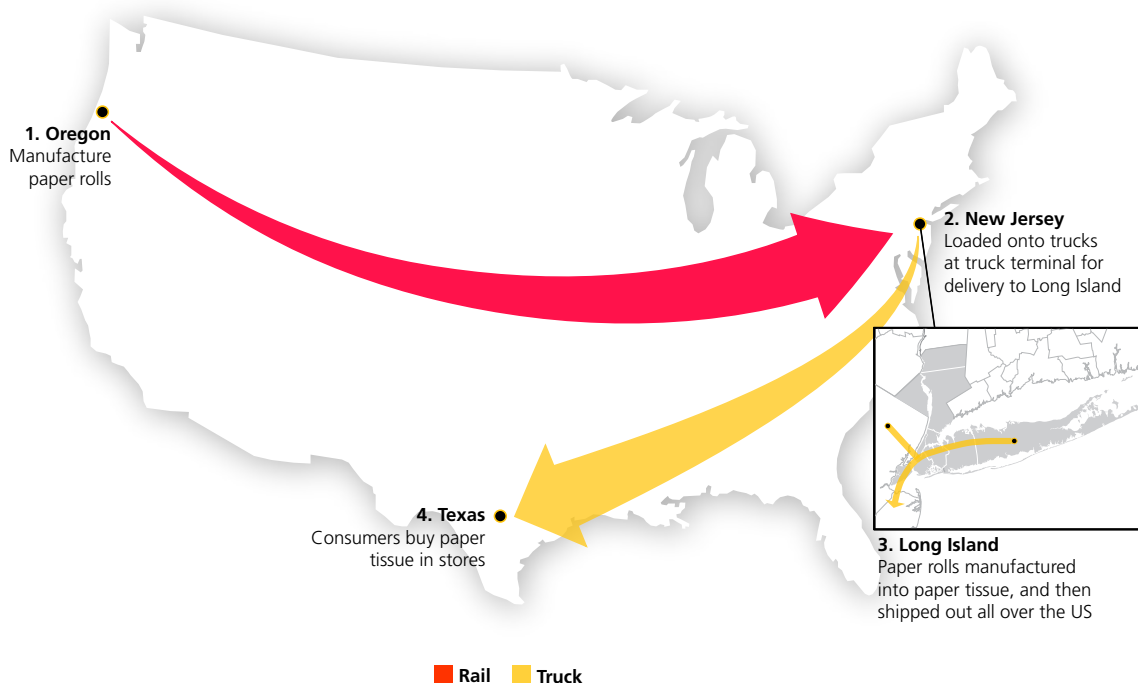 1. Oregon
Manufacture
paper rolls
2. New Jersey
Loaded onto trucks
at truck terminal for
delivery to Long Island
3. Long Island
Paper rolls manufactured
into paper tissue, and then
shipped out all over the US
4. Texas
Consumers buy paper
tissue in stores
Rail
Truck